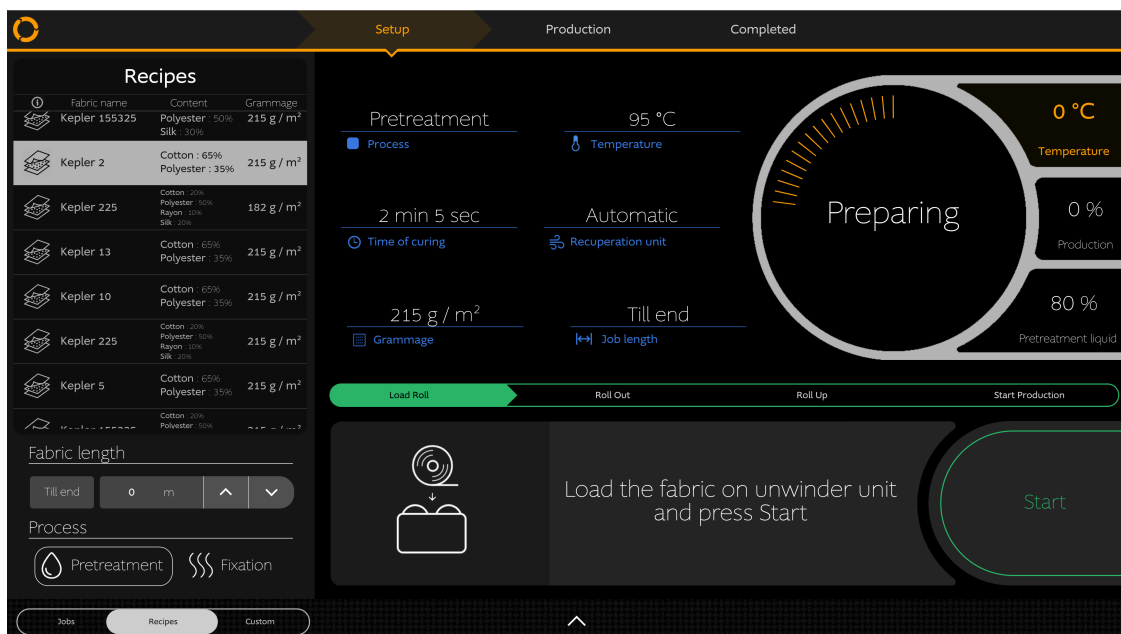 Setup
Production
Completed
Recipes
Fabric name Content Grammage
Kepler 155325 Polyester : 50% 215 g / m²
Silk : 30%
Kepler 2 Cotton : 65% 215 g / m²
Polyester : 35%
Kepler 225 Cotton : 20% 182 g / m²
Polyester : 50%
Rayon : 10%
Silk : 20%
Kepler 13 Cotton : 65% 215 g / m²
Polyester : 35%
Kepler 10 Cotton : 65% 215 g / m²
Polyester : 35%
Kepler 225 Cotton : 20% 215 g / m²
Polyester : 50%
Rayon : 10%
Silk : 20%
Kepler 5 Cotton : 65% 215 g / m²
Polyester : 35%
Cotton : 20%
Polyester : 50%
Fabric length
Till end 0 m
Process
Pretreatment Fixation
Jobs Recipes Custom
Pretreatment
Process
95 °C
Temperature
2 min 5 sec
Time of curing
Automatic
Recuperation unit
215 g / m²
Grammage
Till end
Job length
Preparing
0 °C
Temperature
0 %
Production
80 %
Pretreatment liquid
Load Roll Roll Out Roll Up Start Production
Load the fabric on unwinder unit
and press Start
Start